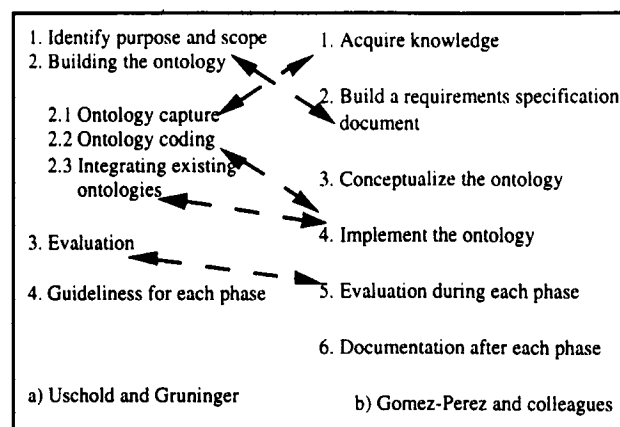 1. Identify purpose and scope
2. Building the ontology
2.1 Ontology capture
2.2 Ontology coding
2.3 Integrating existing
ontologies
3. Evaluation
4. Guideliness for each phase
a) Uschold and Gruninger
1. Acquire knowledge
2. Build a requirements specification
document
3. Conceptualize the ontology
4. Implement the ontology
5. Evaluation during each phase
6. Documentation after each phase
b) Gomez-Perez and colleagues